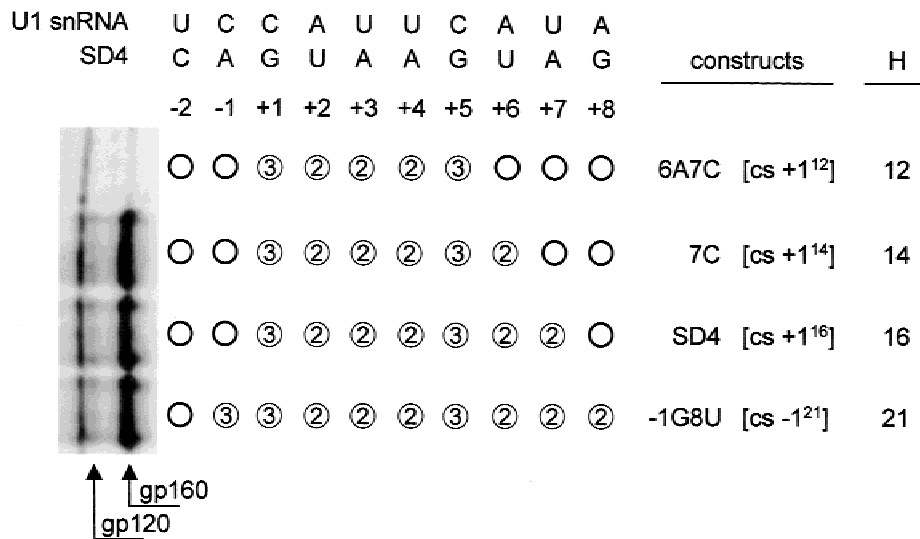 U1 snRNA U C C A U U C A U A
SD4 C A G U A A G U A G constructs H
-2 -1 +1 +2 +3 +4 +5 +6 +7 +8
3 2 2 2 3 6A7C [cs +1¹²] 12
3 2 2 2 3 2 7C [cs +1¹⁴] 14
3 2 2 2 3 2 2 SD4 [cs +1¹⁶] 16
3 3 2 2 2 3 2 2 2 -1G8U [cs -1²¹] 21
gp160
gp120